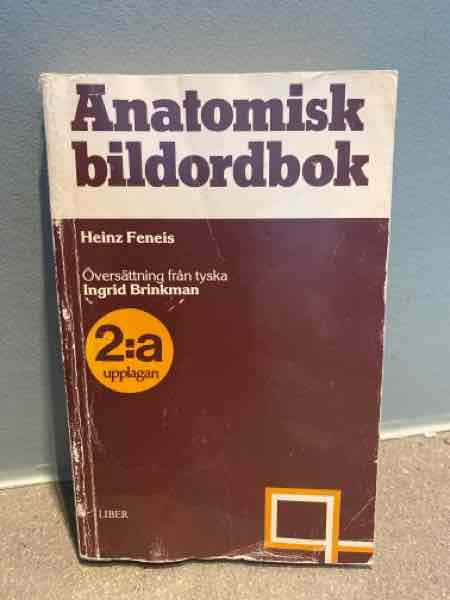 Anatomisk
bildordbok
Heinz Feneis
Översättning från tyska
Ingrid Brinkman
2:a
upplagan
LIBER